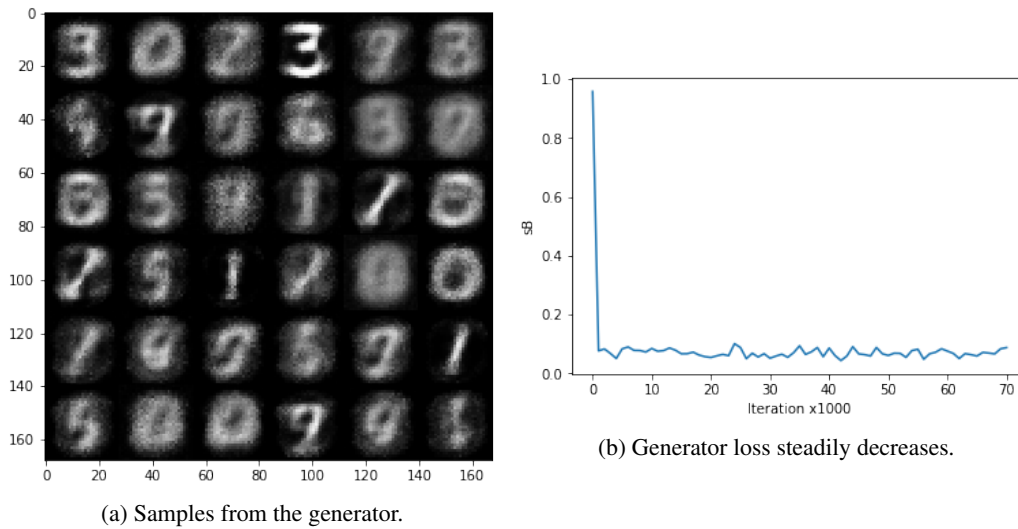 0
20
40
60
80
100
120
140
160
0 20 40 60 80 100 120 140 160
(a) Samples from the generator.
1.0
0.8
0.6
0.4
0.2
0.0
sB
0 10 20 30 40 50 60 70
Iteration x1000
(b) Generator loss steadily decreases.